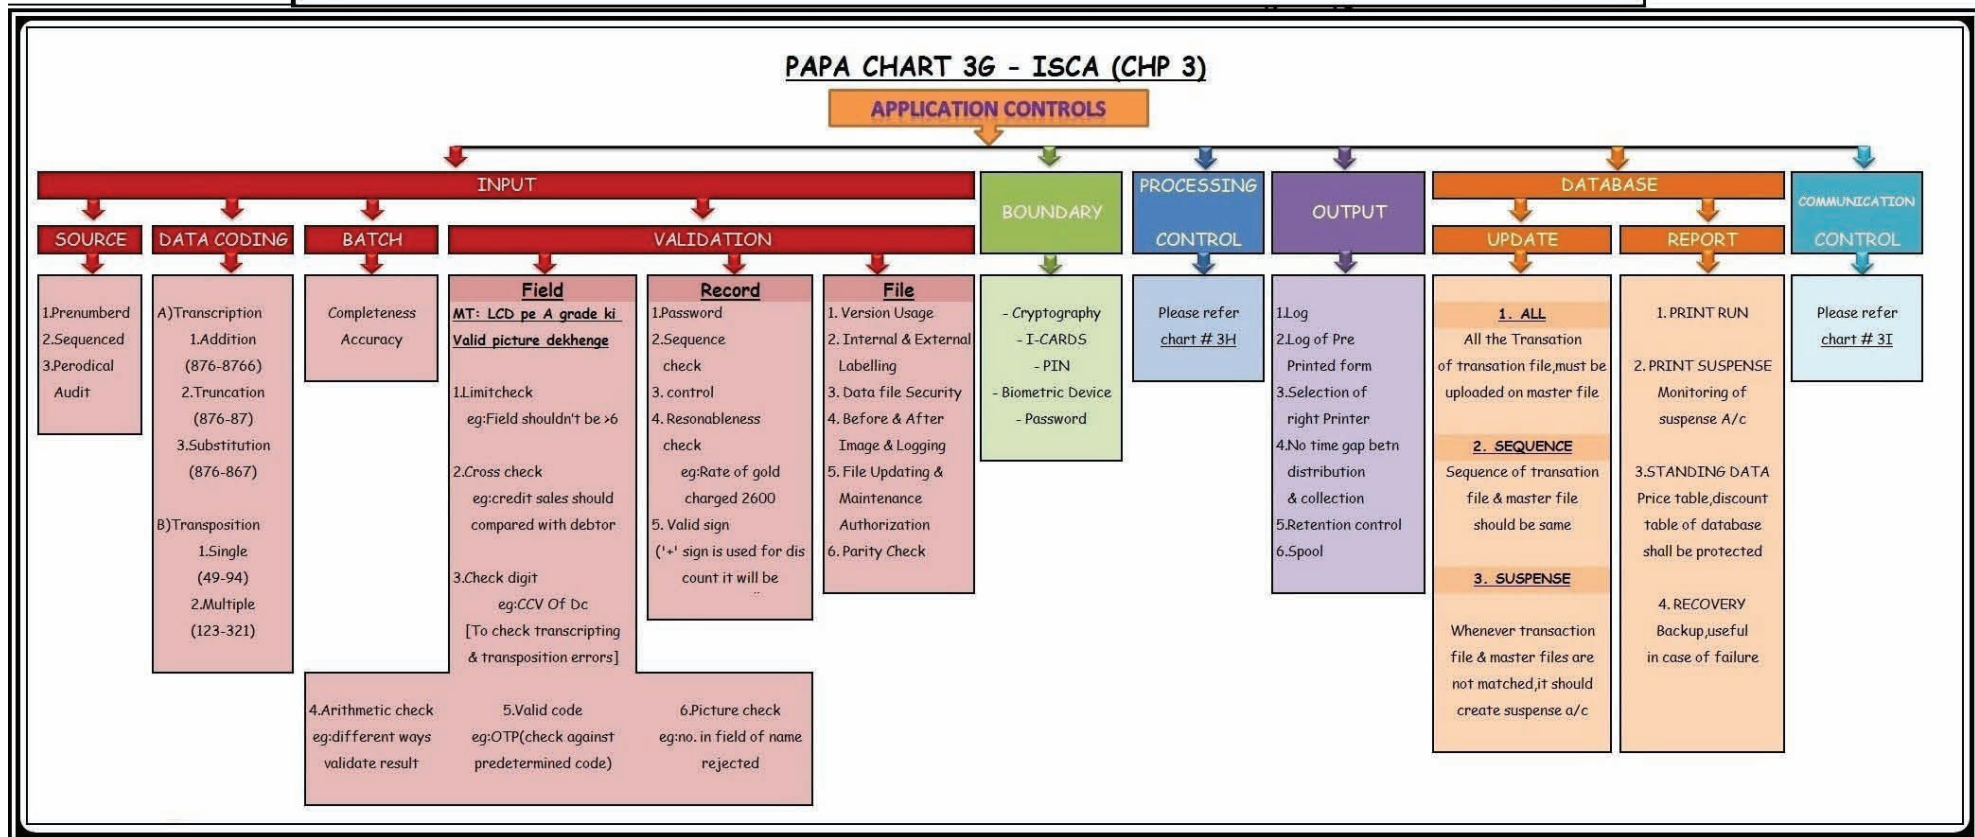 PAPA CHART 3G - ISCA (CHP 3)
APPLICATION CONTROLS
INPUT
SOURCE
1.Prenumberd
2.Sequenced
3.Perodical
Audit
DATA CODING
A)Transcription
1.Addition
(876-8766)
2.Truncation
(876-87)
3.Substitution
(876-867)
B)Transposition
1.Single
(49-94)
2.Multiple
(123-321)
BATCH
Completeness
Accuracy
VALIDATION
Field
MT: LCD pe A grade ki
Valid picture dekhenge
1.Limitcheck
eg:Field shouldn't be >6
2.Cross check
eg:credit sales should
compared with debtor
3.Check digit
eg:CCV Of Dc
[To check transcripting
& transposition errors]
4.Arithmetic check
eg:different ways
validate result
5.Valid code
eg:OTP(check against
predetermined code)
6.Picture check
eg:no. in field of name
rejected
Record
1.Password
2.Sequence
check
3. control
4. Resonableness
check
eg:Rate of gold
charged 2600
5. Valid sign
('+' sign is used for dis
count it will be
File
1. Version Usage
2. Internal & External
Labelling
3. Data file Security
4. Before & After
Image & Logging
5. File Updating &
Maintenance
Authorization
6. Parity Check
BOUNDARY
- Cryptography
- I-CARDS
- PIN
- Biometric Device
- Password
PROCESSING
CONTROL
Please refer
chart # 3H
OUTPUT
1.Log
2.Log of Pre
Printed form
3.Selection of
right Printer
4.No time gap betn
distribution
& collection
5.Retention control
6.Spool
DATABASE
UPDATE
1. ALL
All the Transation
of transation file,must be
uploaded on master file
2. SEQUENCE
Sequence of transation
file & master file
should be same
3. SUSPENSE
Whenever transaction
file & master files are
not matched,it should
create suspense a/c
REPORT
1. PRINT RUN
2. PRINT SUSPENSE
Monitoring of
suspense A/c
3.STANDING DATA
Price table,discount
table of database
shall be protected
4. RECOVERY
Backup,useful
in case of failure
COMMUNICATION
CONTROL
Please refer
chart # 3I